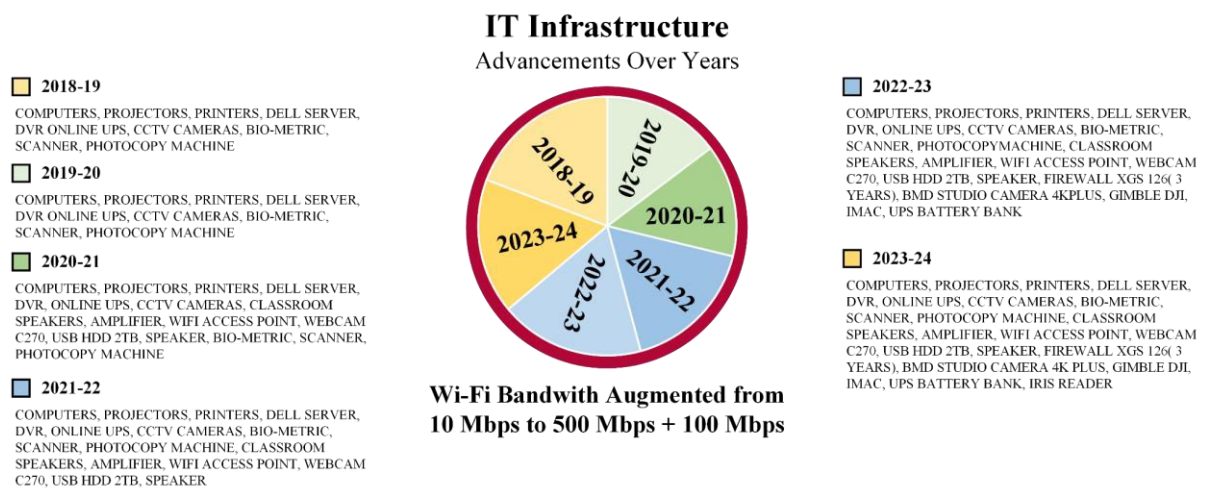 IT Infrastructure
Advancements Over Years
2018-19
COMPUTERS, PROJECTORS, PRINTERS, DELL SERVER,
DVR ONLINE UPS, CCTV CAMERAS, BIO-METRIC,
SCANNER, PHOTOCOPY MACHINE
2019-20
COMPUTERS, PROJECTORS, PRINTERS, DELL SERVER,
DVR ONLINE UPS, CCTV CAMERAS, BIO-METRIC,
SCANNER, PHOTOCOPY MACHINE
2020-21
COMPUTERS, PROJECTORS, PRINTERS, DELL SERVER,
DVR, ONLINE UPS, CCTV CAMERAS, CLASSROOM
SPEAKERS, AMPLIFIER, WIFI ACCESS POINT, WEBCAM
C270, USB HDD 2TB, SPEAKER, BIO-METRIC, SCANNER,
PHOTOCOPY MACHINE
2021-22
COMPUTERS, PROJECTORS, PRINTERS, DELL SERVER,
DVR, ONLINE UPS, CCTV CAMERAS, BIO-METRIC,
SCANNER, PHOTOCOPY MACHINE, CLASSROOM
SPEAKERS, AMPLIFIER, WIFI ACCESS POINT, WEBCAM
C270, USB HDD 2TB, SPEAKER
2018-19
2019-20
2020-21
2021-22
2022-23
2023-24
Wi-Fi Bandwith Augmented from
10 Mbps to 500 Mbps + 100 Mbps
2022-23
COMPUTERS, PROJECTORS, PRINTERS, DELL SERVER,
DVR, ONLINE UPS, CCTV CAMERAS, BIO-METRIC,
SCANNER, PHOTOCOPYMACHINE, CLASSROOM
SPEAKERS, AMPLIFIER, WIFI ACCESS POINT, WEBCAM
C270, USB HDD 2TB, SPEAKER, FIREWALL XGS 126( 3
YEARS), BMD STUDIO CAMERA 4KPLUS, GIMBLE DJI,
IMAC, UPS BATTERY BANK
2023-24
COMPUTERS, PROJECTORS, PRINTERS, DELL SERVER,
DVR, ONLINE UPS, CCTV CAMERAS, BIO-METRIC,
SCANNER, PHOTOCOPY MACHINE, CLASSROOM
SPEAKERS, AMPLIFIER, WIFI ACCESS POINT, WEBCAM
C270, USB HDD 2TB, SPEAKER, FIREWALL XGS 126( 3
YEARS), BMD STUDIO CAMERA 4K PLUS, GIMBLE DJI,
IMAC, UPS BATTERY BANK, IRIS READER